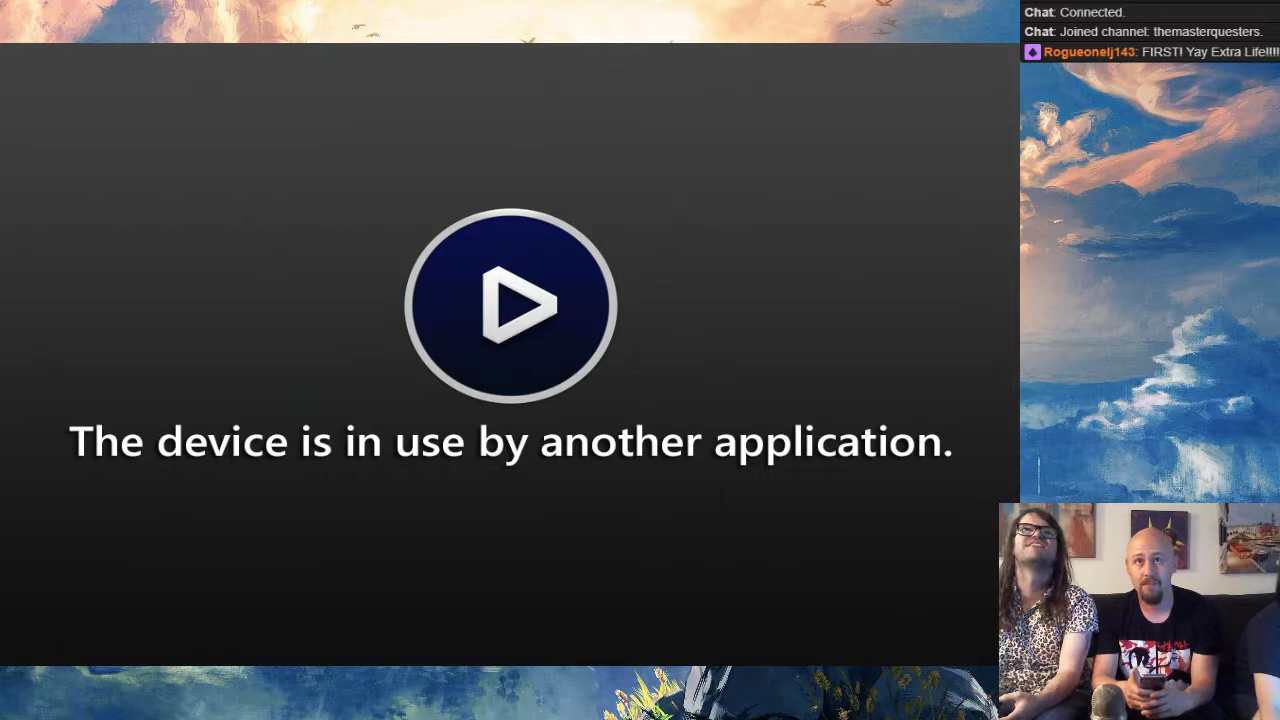 Chat: Connected.
Chat: Joined channel: themasterquesters.
Rogueonelj143: FIRST! Yay Extra Life!!!!
The device is in use by another application.